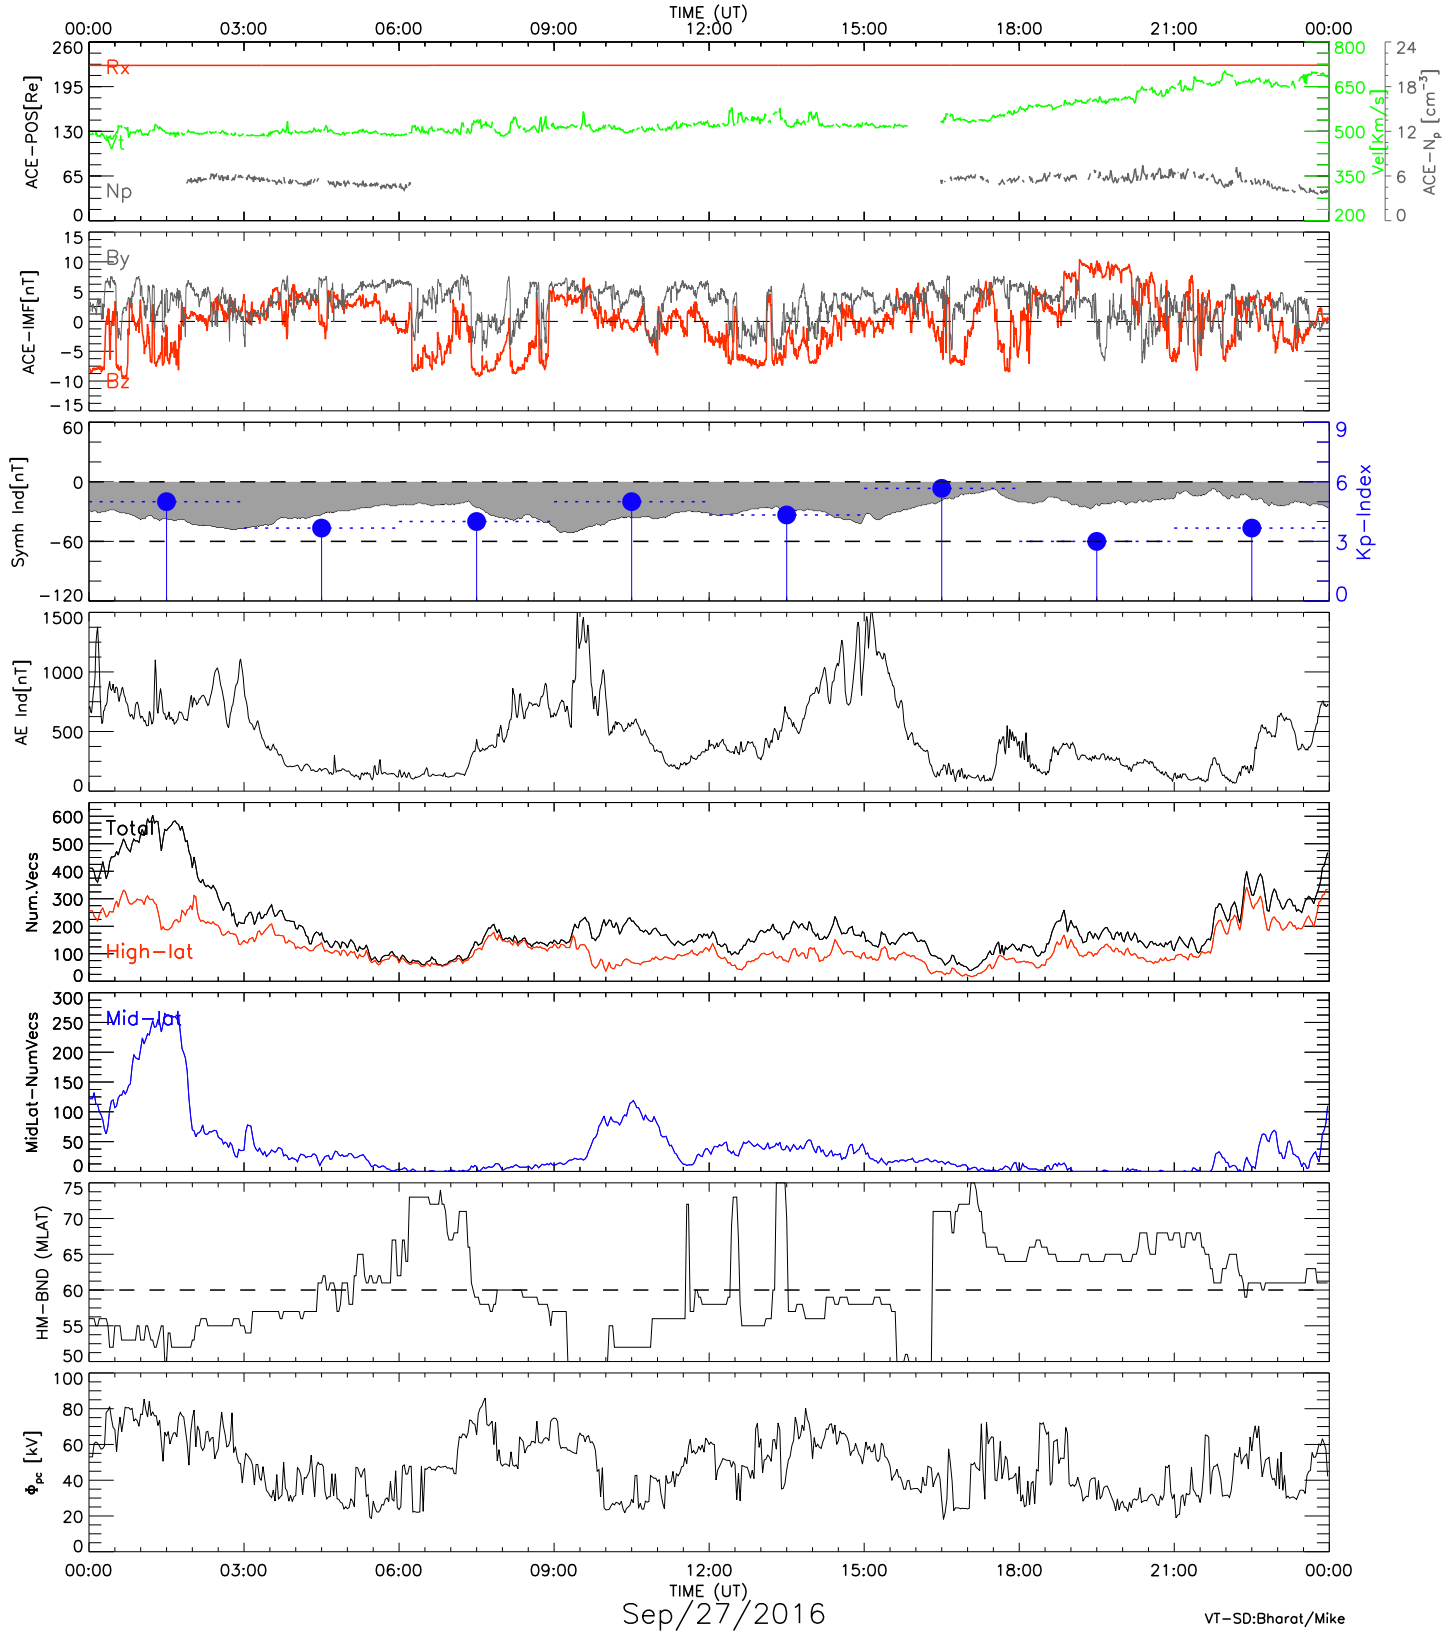 TIME (UT)
00:00 03:00 06:00 09:00 12:00 15:00 18:00 21:00 00:00
260 195 130 65 0
ACE-POS[Re]
Rx
Vt
Np
800 650 500 350 200
Vel[Km/s]
24 18 12 6 0
ACE-Np [cm-3]
15 10 5 0 -5 -10 -15
ACE-IMF[nT]
By
Bz
60 0 -60 -120
Symh Ind[nT]
9 6 3 0
Kp-Index
1500 1000 500 0
AE Ind[nT]
600 500 400 300 200 100 0
Num.Vecs
Total
High-lat
300 250 200 150 100 50 0
MidLat-NumVecs
Mid-lat
75 70 65 60 55 50
HM-BND (MLAT)
100 80 60 40 20 0
Φpc [kV]
00:00 03:00 06:00 09:00 12:00 15:00 18:00 21:00 00:00
TIME (UT)
Sep/27/2016
VT-SD:Bharat/Mike